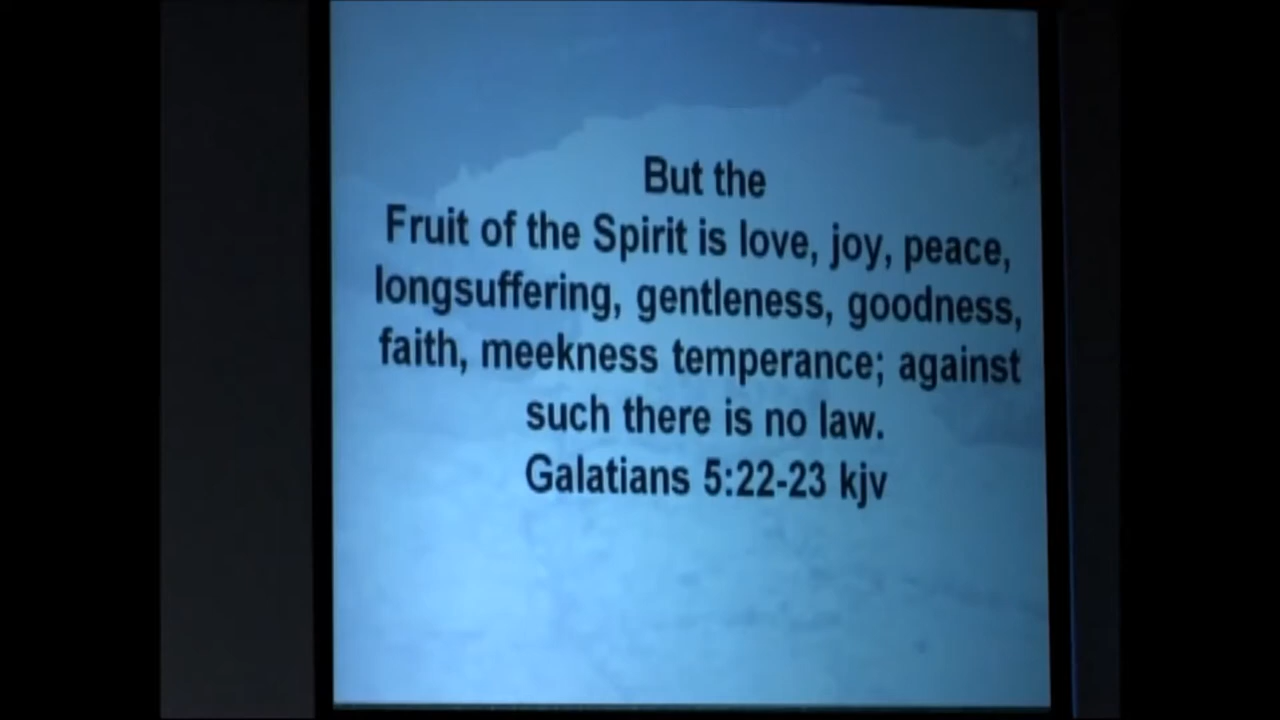 But the
Fruit of the Spirit is love, joy, peace,
longsuffering, gentleness, goodness,
faith, meekness temperance; against
such there is no law.
Galatians 5:22-23 kjv